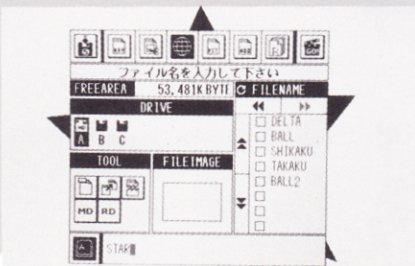 ファイル名を入力して下さい
FREEAREA 53,481K BYTE
FILENAME
DRIVE
A B C
DELTA
BALL
SHIKAKU
TAKAKU
BALL2
TOOL
FILEIMAGE
MD RD
A
STAR